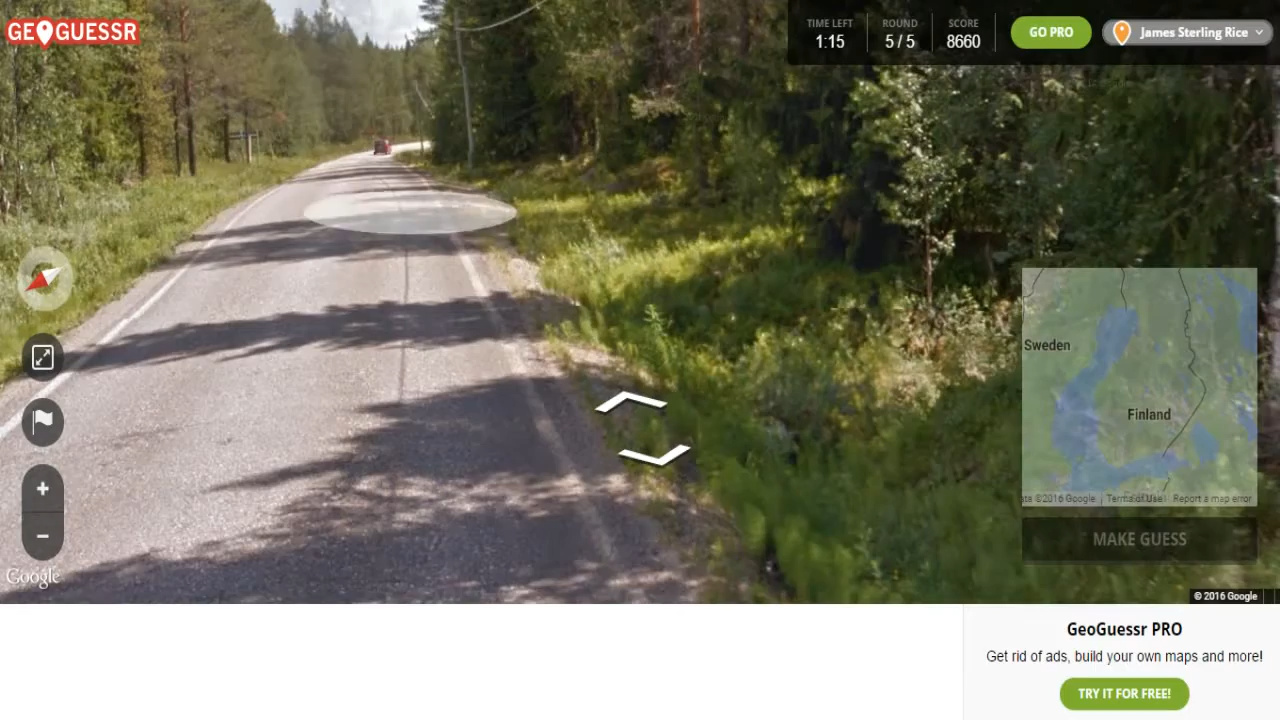 GEOGUESSR
TIME LEFT
1:15
ROUND
5 / 5
SCORE
8660
GO PRO
James Sterling Rice
Sweden
Finland
©2016 Google
Terms of Use
Report a map error
MAKE GUESS
+
−
Google
© 2016 Google
GeoGuessr PRO
Get rid of ads, build your own maps and more!
TRY IT FOR FREE!